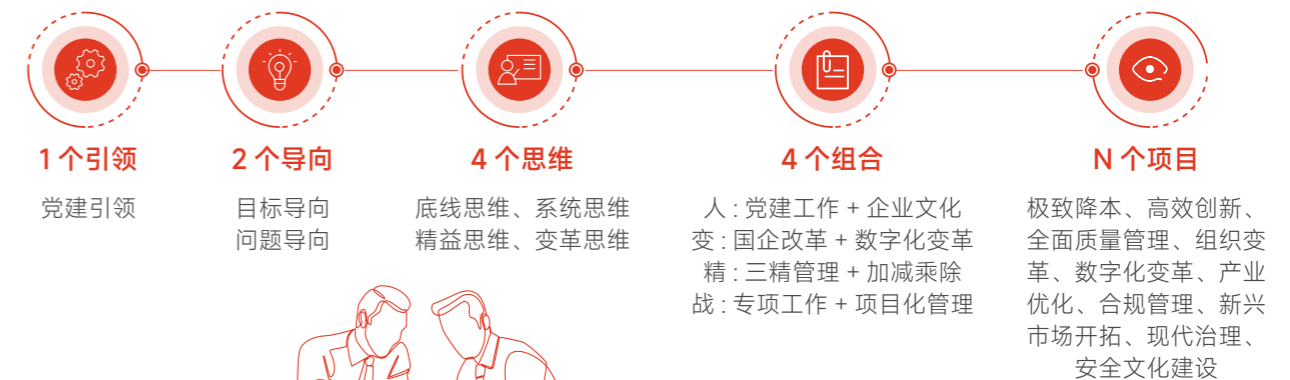 1 个引领
党建引领
2 个导向
目标导向
问题导向
4 个思维
底线思维、系统思维
精益思维、变革思维
4 个组合
人 : 党建工作 + 企业文化
变 : 国企改革 + 数字化变革
精 : 三精管理 + 加减乘除
战 : 专项工作 + 项目化管理
N 个项目
极致降本、高效创新、
全面质量管理、组织变
革、数字化变革、产业
优化、合规管理、新兴
市场开拓、现代治理、
安全文化建设